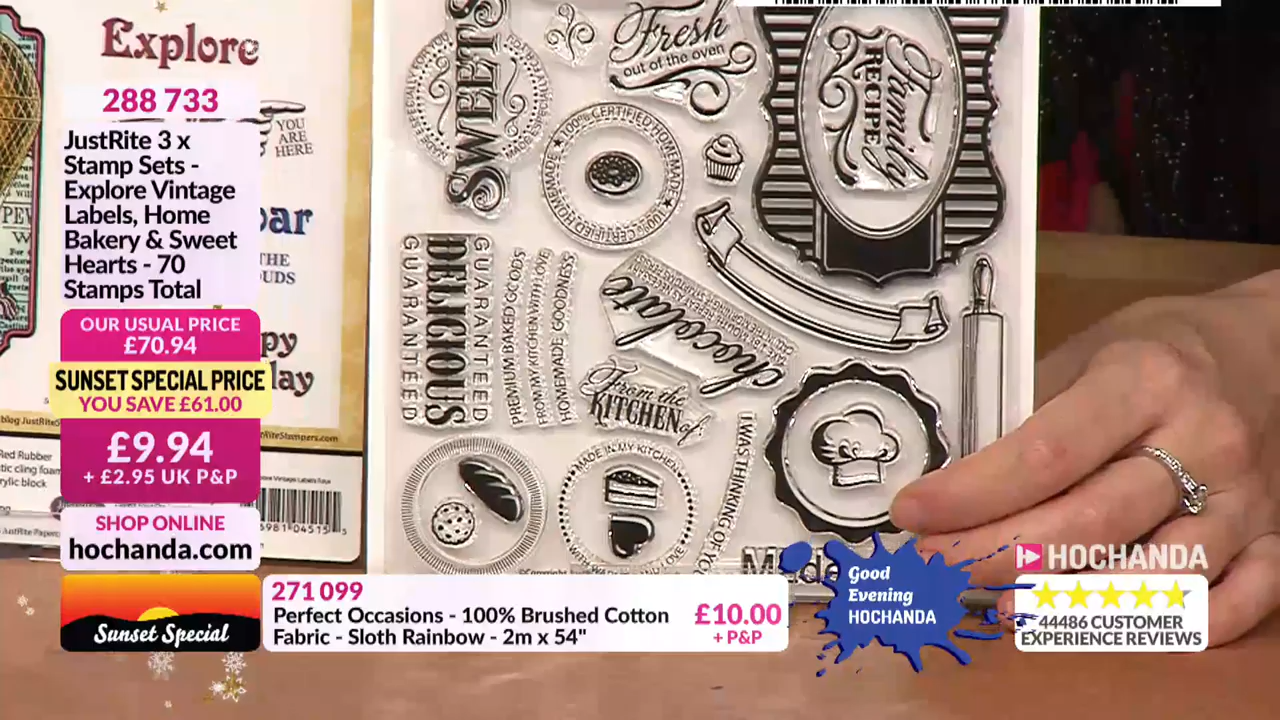 Explore
288 733
YOU
ARE
HERE
JustRite 3 x
Stamp Sets -
Explore Vintage
Labels, Home
Bakery & Sweet
Hearts - 70
Stamps Total
OUR USUAL PRICE
£70.94
SUNSET SPECIAL PRICE
YOU SAVE £61.00
£9.94
+ £2.95 UK P&P
SHOP ONLINE
hochanda.com
Sunset Special
271 099
Perfect Occasions - 100% Brushed Cotton
Fabric - Sloth Rainbow - 2m x 54"
£10.00
+ P&P
Good
Evening
HOCHANDA
HOCHANDA
44486 CUSTOMER
EXPERIENCE REVIEWS
SWEETS
Fresh
out of the oven
Family
RECIPE
100% CERTIFIED HOMEMADE ★ 100% CERTIFIED HOMEMADE ★
GUARANTEED
DELICIOUS
GUARANTEED
PREMIUM BAKED GOODS
FROM MY KITCHEN WITH LOVE
HOMEMADE GOODNESS
chocolate
From the
KITCHEN of:
MADE IN MY KITCHEN
I WAS THINKING OF YOU
Made